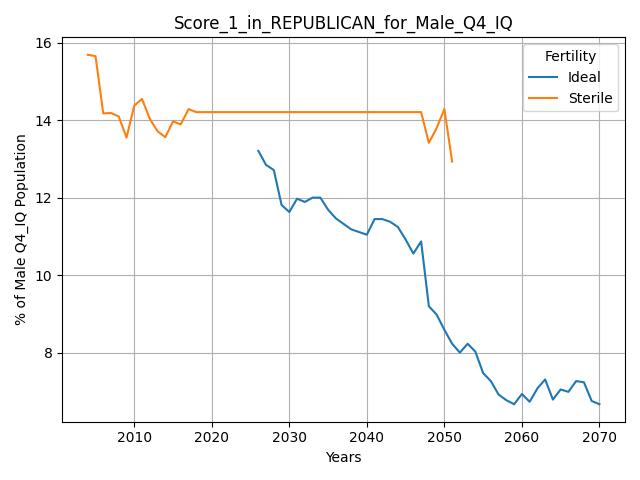 Score_1_in_REPUBLICAN_for_Male_Q4_IQ
Fertility
Ideal
Sterile
% of Male Q4_IQ Population
16
14
12
10
8
2010 2020 2030 2040 2050 2060 2070
Years